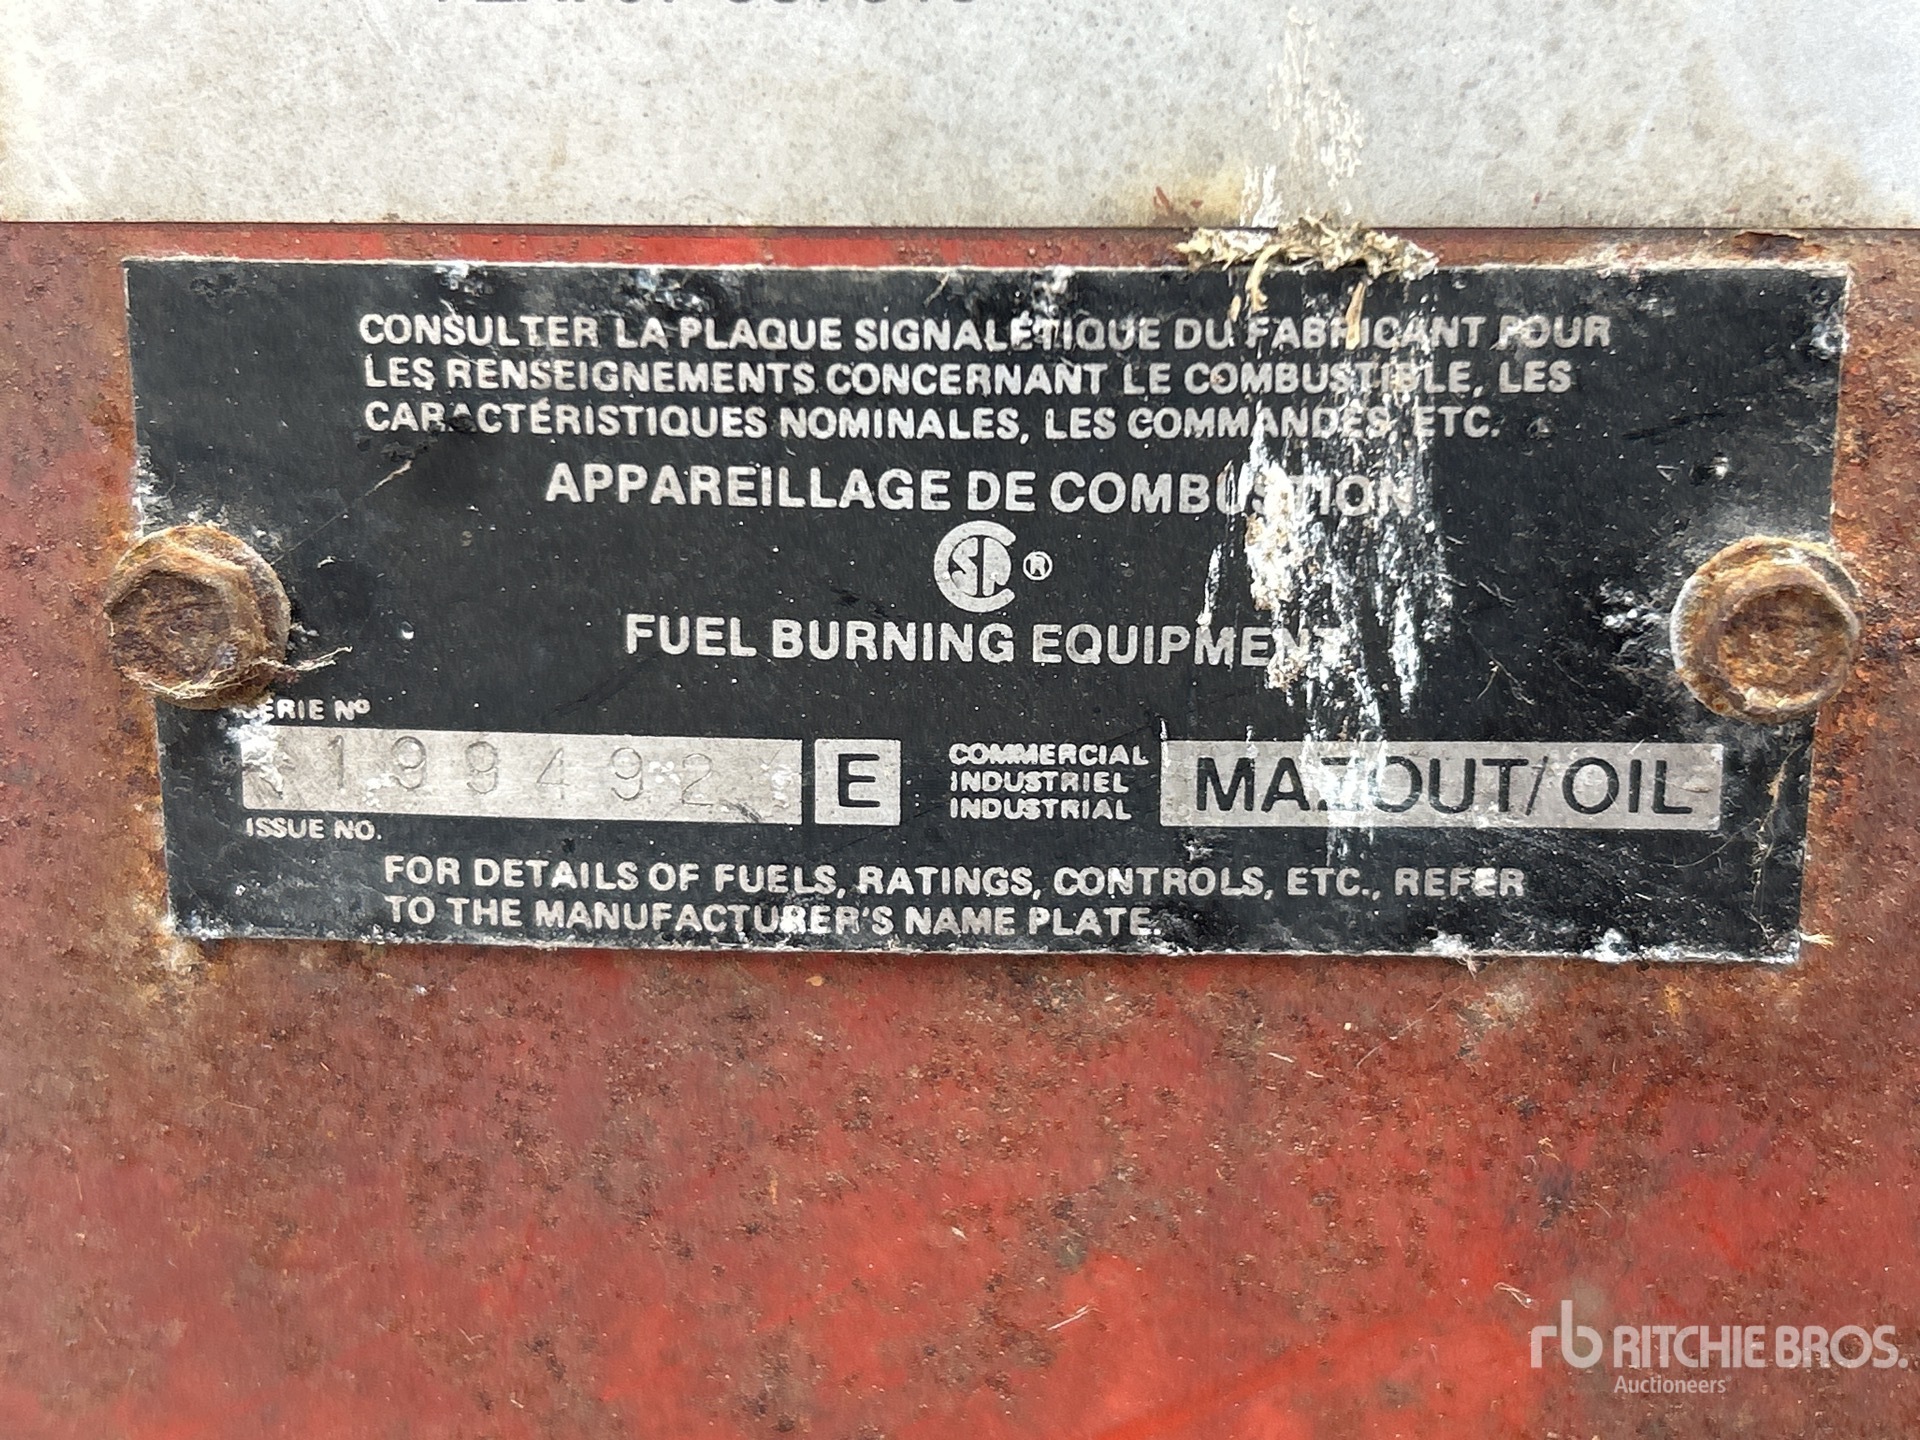 CONSULTER LA PLAQUE SIGNALÉTIQUE DU FABRICANT POUR
LES RENSEIGNEMENTS CONCERNANT LE COMBUSTIBLE, LES
CARACTÉRISTIQUES NOMINALES, LES COMMANDES, ETC.
APPAREILLAGE DE COMBUSTION
®
FUEL BURNING EQUIPMENT
SERIE Nº
199492 E
COMMERCIAL
INDUSTRIEL
INDUSTRIAL
MAZOUT/OIL
ISSUE NO.
FOR DETAILS OF FUELS, RATINGS, CONTROLS, ETC., REFER
TO THE MANUFACTURER'S NAME PLATE.
rb RITCHIE BROS.
Auctioneers